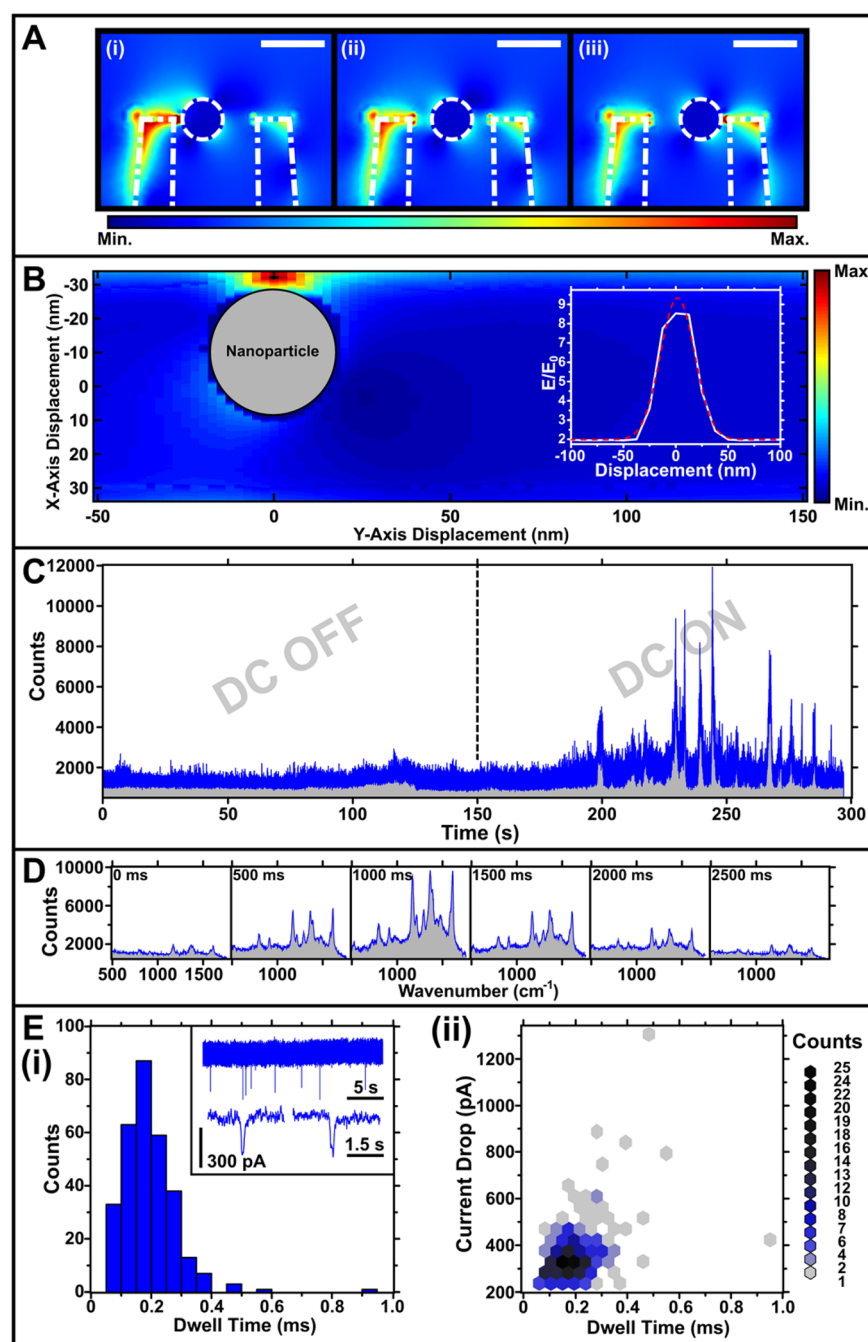 A
(i)
(ii)
(iii)
Min.
Max.
B
X-Axis Displacement (nm)
-30
-20
-10
0
10
20
30
Nanoparticle
E/E0
9
8
7
6
5
4
3
2
-100 -50 0 50 100
Displacement (nm)
Max.
Min.
-50 0 50 100 150
Y-Axis Displacement (nm)
C
Counts
12000
10000
8000
6000
4000
2000
DC OFF
DC ON
0 50 100 150 200 250 300
Time (s)
D
Counts
10000
6000
2000
0 ms
500 ms
1000 ms
1500 ms
2000 ms
2500 ms
500 1000 1500
1000
1000
1000
1000
1000
Wavenumber (cm-1)
E
(i)
Counts
100
80
60
40
20
0
5 s
1.5 s
300 pA
0 0.2 0.4 0.6 0.8 1.0
Dwell Time (ms)
(ii)
Current Drop (pA)
1200
1000
800
600
400
200
0 0.2 0.4 0.6 0.8 1.0
Dwell Time (ms)
Counts
25
24
22
20
19
18
16
14
13
12
10
8
7
6
4
2
1